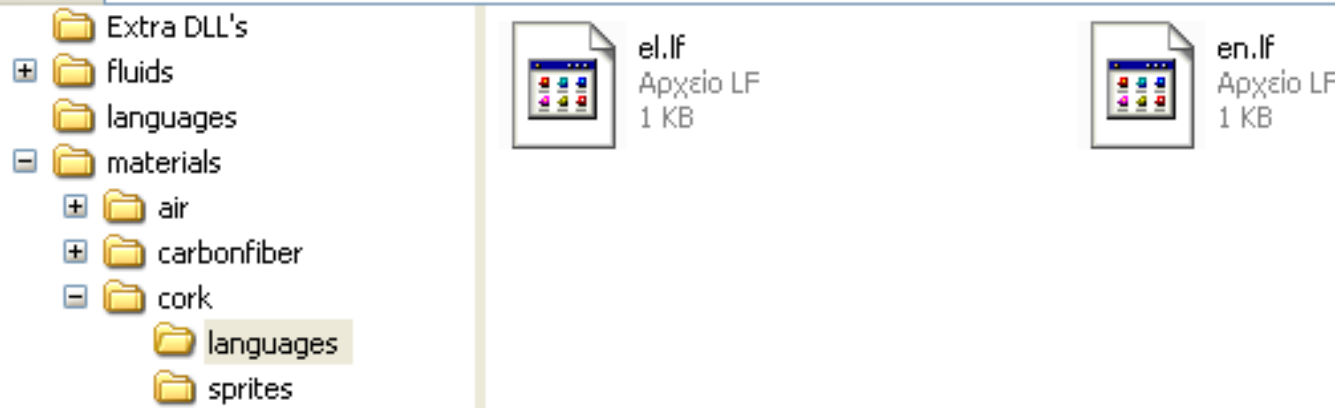 Extra DLL's
fluids
languages
materials
air
carbonfiber
cork
languages
sprites
el.lf
Αρχείο LF
1 KB
en.lf
Αρχείο LF
1 KB